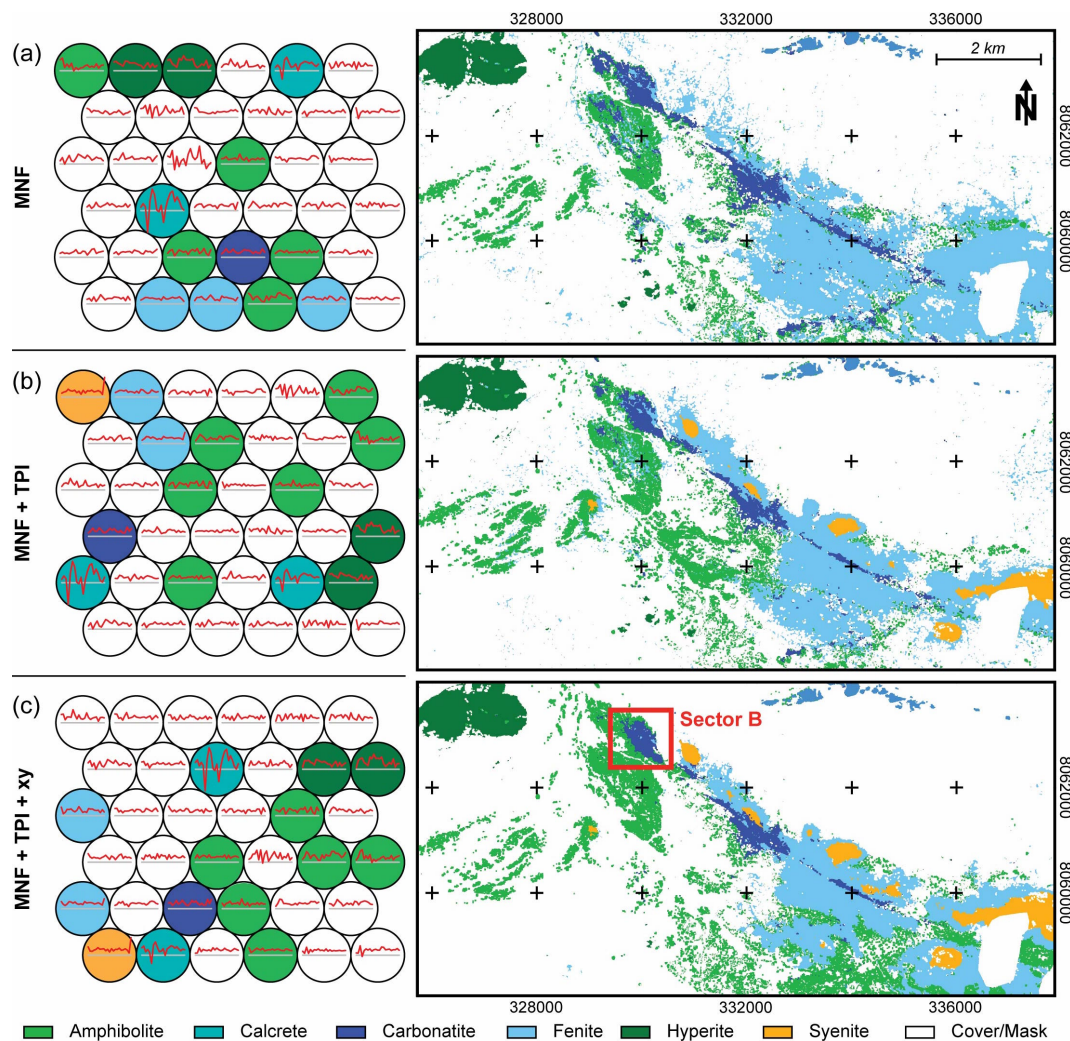 328000 332000 336000
(a)
MNF
2 km
N
8062000
8060000
(b)
MNF + TPI
8062000
8060000
(c)
MNF + TPI + xy
Sector B
8062000
8060000
328000 332000 336000
Amphibolite Calcrete Carbonatite Fenite Hyperite Syenite Cover/Mask